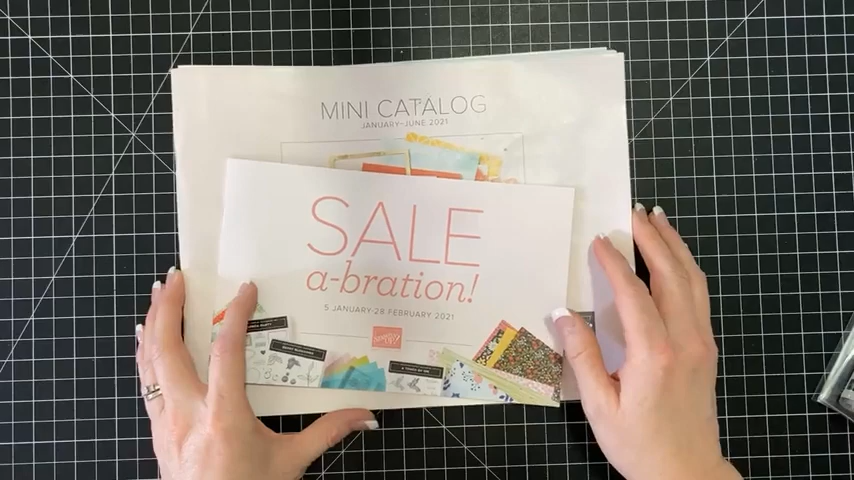 MINI CATALOG
JANUARY-JUNE 2021
SALE
a-bration!
5 JANUARY-28 FEBRUARY 2021